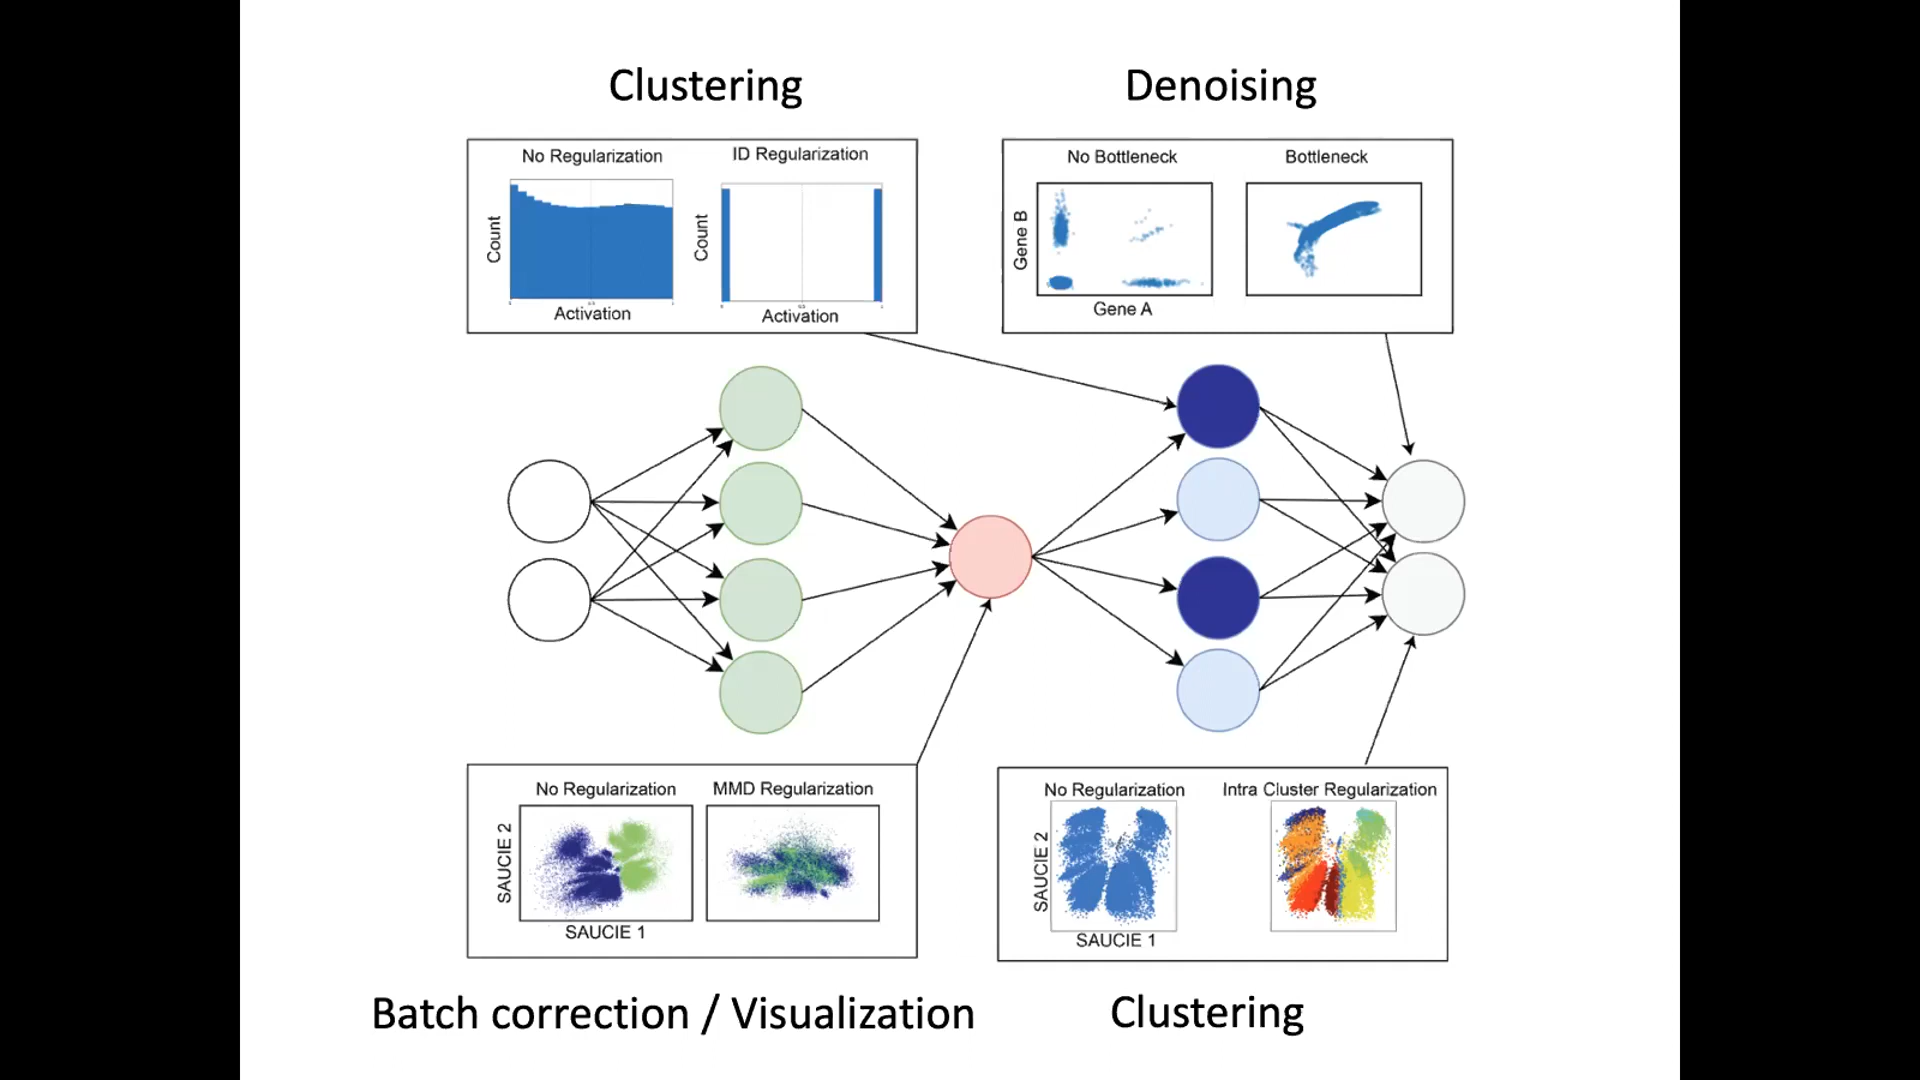 Clustering
Denoising
No Regularization
ID Regularization
Count
Activation
Count
Activation
No Bottleneck
Bottleneck
Gene B
Gene A
No Regularization
MMD Regularization
SAUCIE 2
SAUCIE 1
No Regularization
Intra Cluster Regularization
SAUCIE 2
SAUCIE 1
Batch correction / Visualization
Clustering